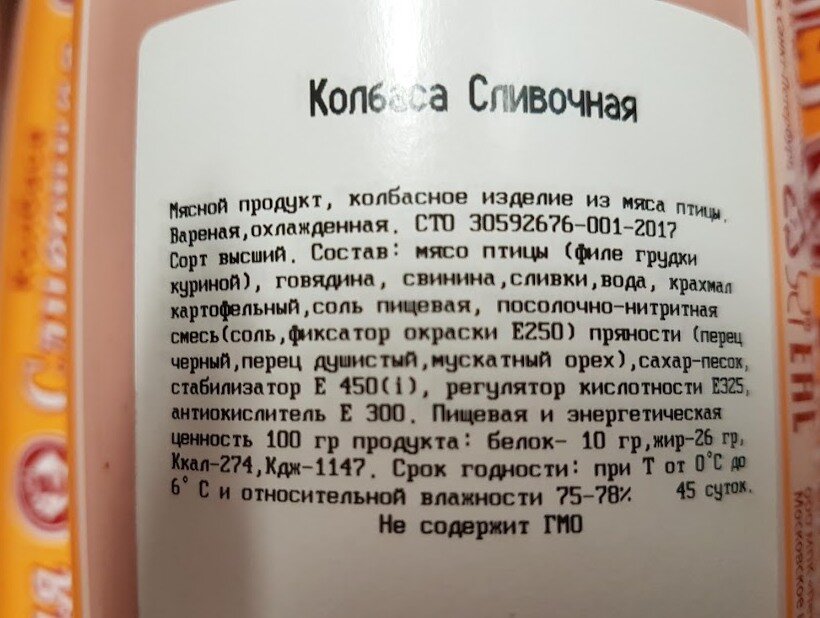 Колбаса Сливочная
Мясной продукт, колбасное изделие из мяса птицы.
Вареная,охлажденная. СТО 30592676-001-2017
Сорт высший. Состав: мясо птицы (филе грудки
куриной), говядина, свинина,сливки,вода, крахмал
картофельный,соль пищевая, посолочно-нитритная
смесь(соль,фиксатор окраски Е250) пряности (перец
черный,перец душистый,мускатный орех),сахар-песок,
стабилизатор Е 450(i), регулятор кислотности Е325,
антиокислитель Е 300. Пищевая и энергетическая
ценность 100 гр продукта: белок- 10 гр,жир-26 гр,
Ккал-274,Кдж-1147. Срок годности: при Т от 0°С до
6° С и относительной влажности 75-78% 45 суток.
Не содержит ГМО
Колбаса
Сливочная
Московское